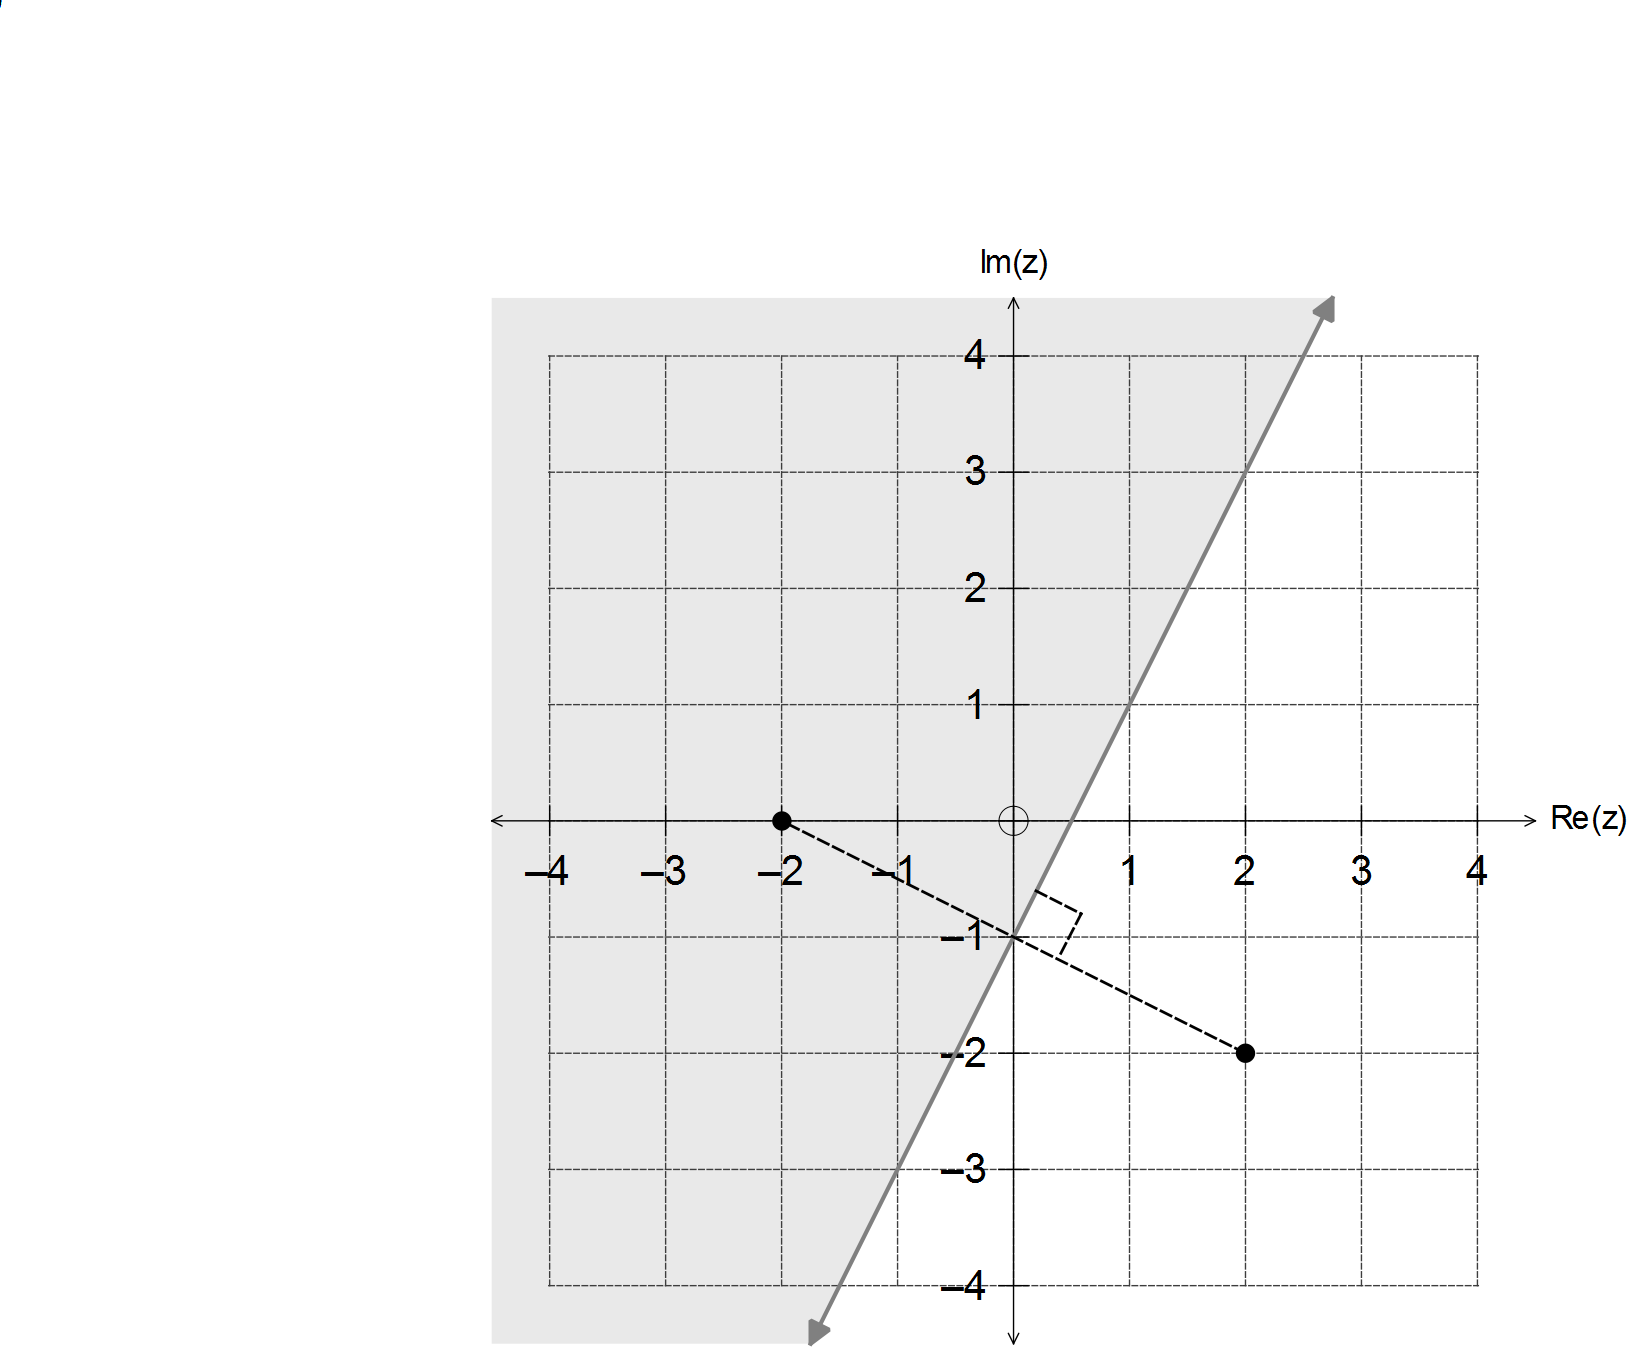 Im(z)
4
3
2
1
Re(z)
–4 –3 –2 –1 1 2 3 4
–1
–2
–3
–4